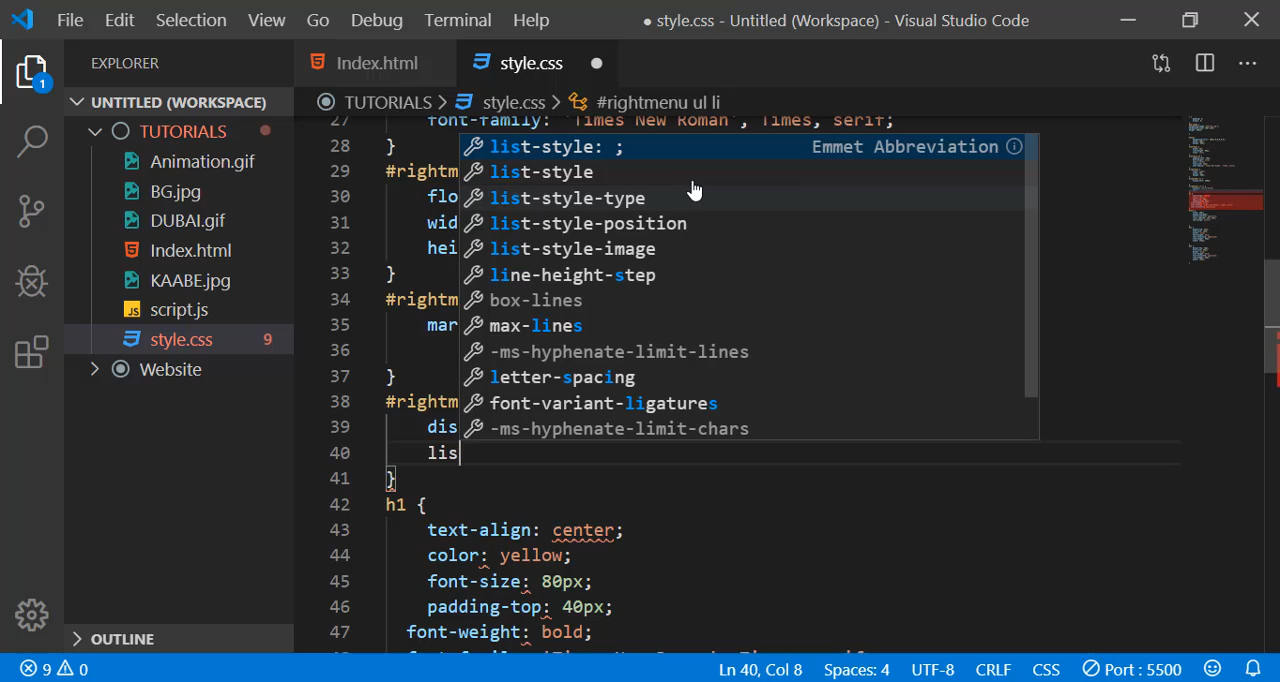 File Edit Selection View Go Debug Terminal Help ● style.css - Untitled (Workspace) - Visual Studio Code
EXPLORER
Index.html style.css
1
UNTITLED (WORKSPACE)
TUTORIALS > style.css > #rightmenu ul li
TUTORIALS
Animation.gif
BG.jpg
DUBAI.gif
Index.html
KAABE.jpg
script.js
style.css 9
Website
OUTLINE
27 font-family: 'Times New Roman', Times, serif;
28 }
29 #rightm
30 flo
31 wid
32 hei
33 }
34 #rightm
35 mar
36
37 }
38 #rightm
39 dis
40 lis
41 }
42 h1 {
43 text-align: center;
44 color: yellow;
45 font-size: 80px;
46 padding-top: 40px;
47 font-weight: bold;
list-style: ; Emmet Abbreviation
list-style
list-style-type
list-style-position
list-style-image
line-height-step
box-lines
max-lines
-ms-hyphenate-limit-lines
letter-spacing
font-variant-ligatures
-ms-hyphenate-limit-chars
9 0 Ln 40, Col 8 Spaces: 4 UTF-8 CRLF CSS Port : 5500